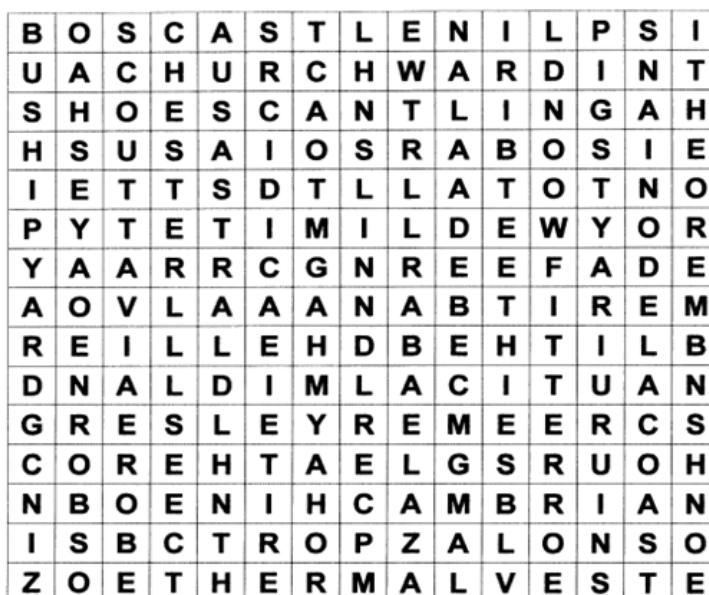 B O S C A S T L E N I L P S I
U A C H U R C H W A R D I N T
S H O E S C A N T L I N G A H
H S U S A I O S R A B O S I E
I E T T S D T L L A T O T N O
P Y T E T I M I L D E W Y O R
Y A A R R C G N R E E F A D E
A O V L A A A N A B T I R E M
R E I L L E H D B E H T I L B
D N A L D I M L A C I T U A N
G R E S L E Y R E M E E R C S
C O R E H T A E L G S R U O H
N B O E N I H C A M B R I A N
I S B C T R O P Z A L O N S O
Z O E T H E R M A L V E S T E